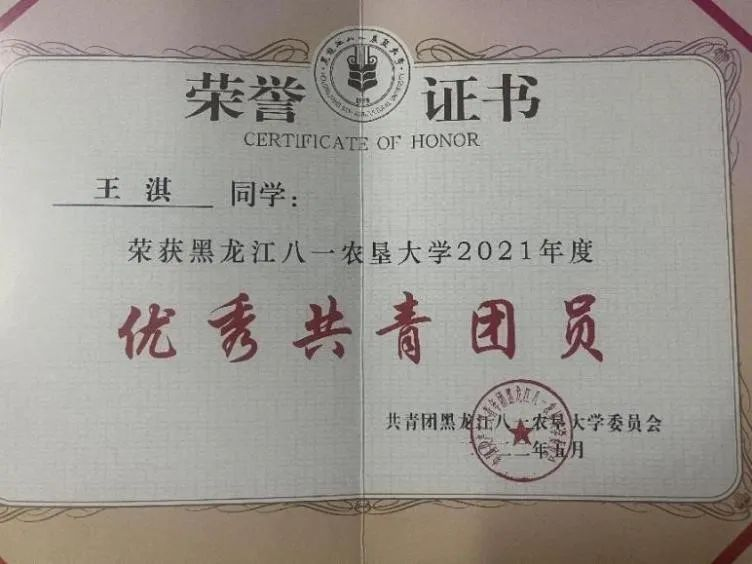 荣誉证书
CERTIFICATE OF HONOR
王淇 同学：
荣获黑龙江八一农垦大学2021年度
优秀共青团员
共青团黑龙江八一农垦大学委员会
二二年五月